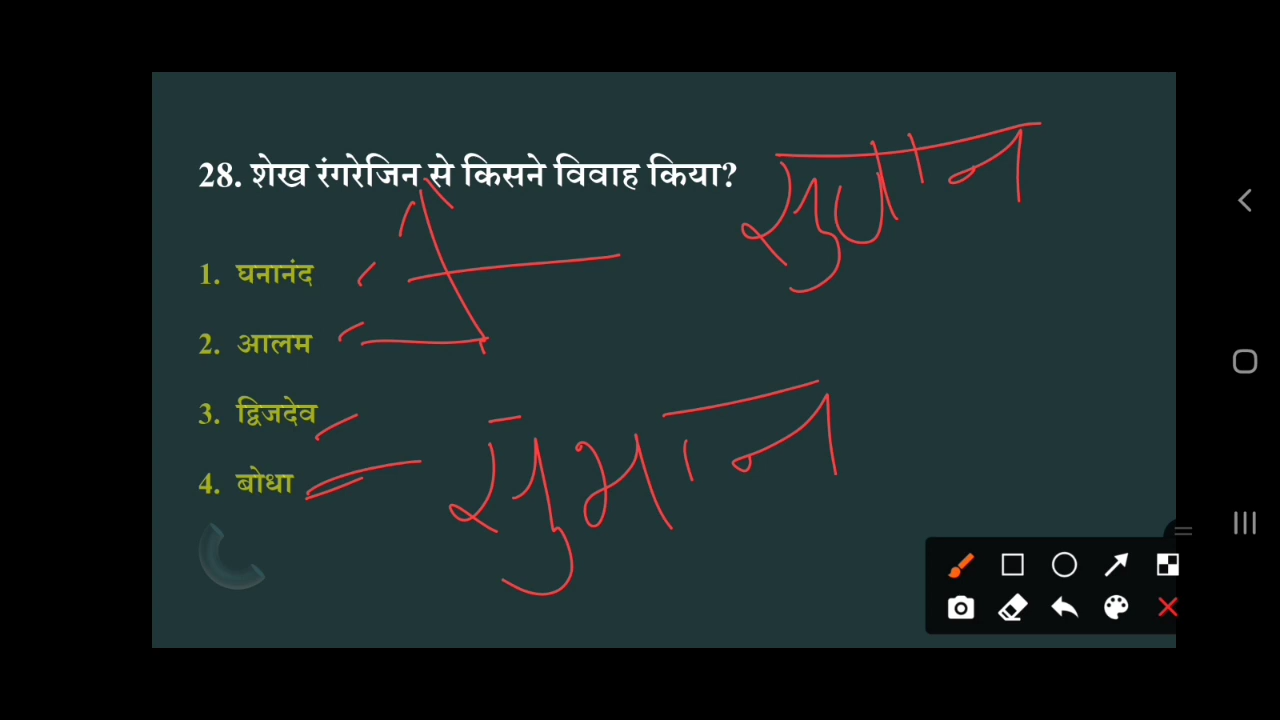 28. शेख रंगरेजिन से किसने विवाह किया?
सुजान
1. घनानंद
2. आलम
3. द्विजदेव
4. बोधा
सुभान